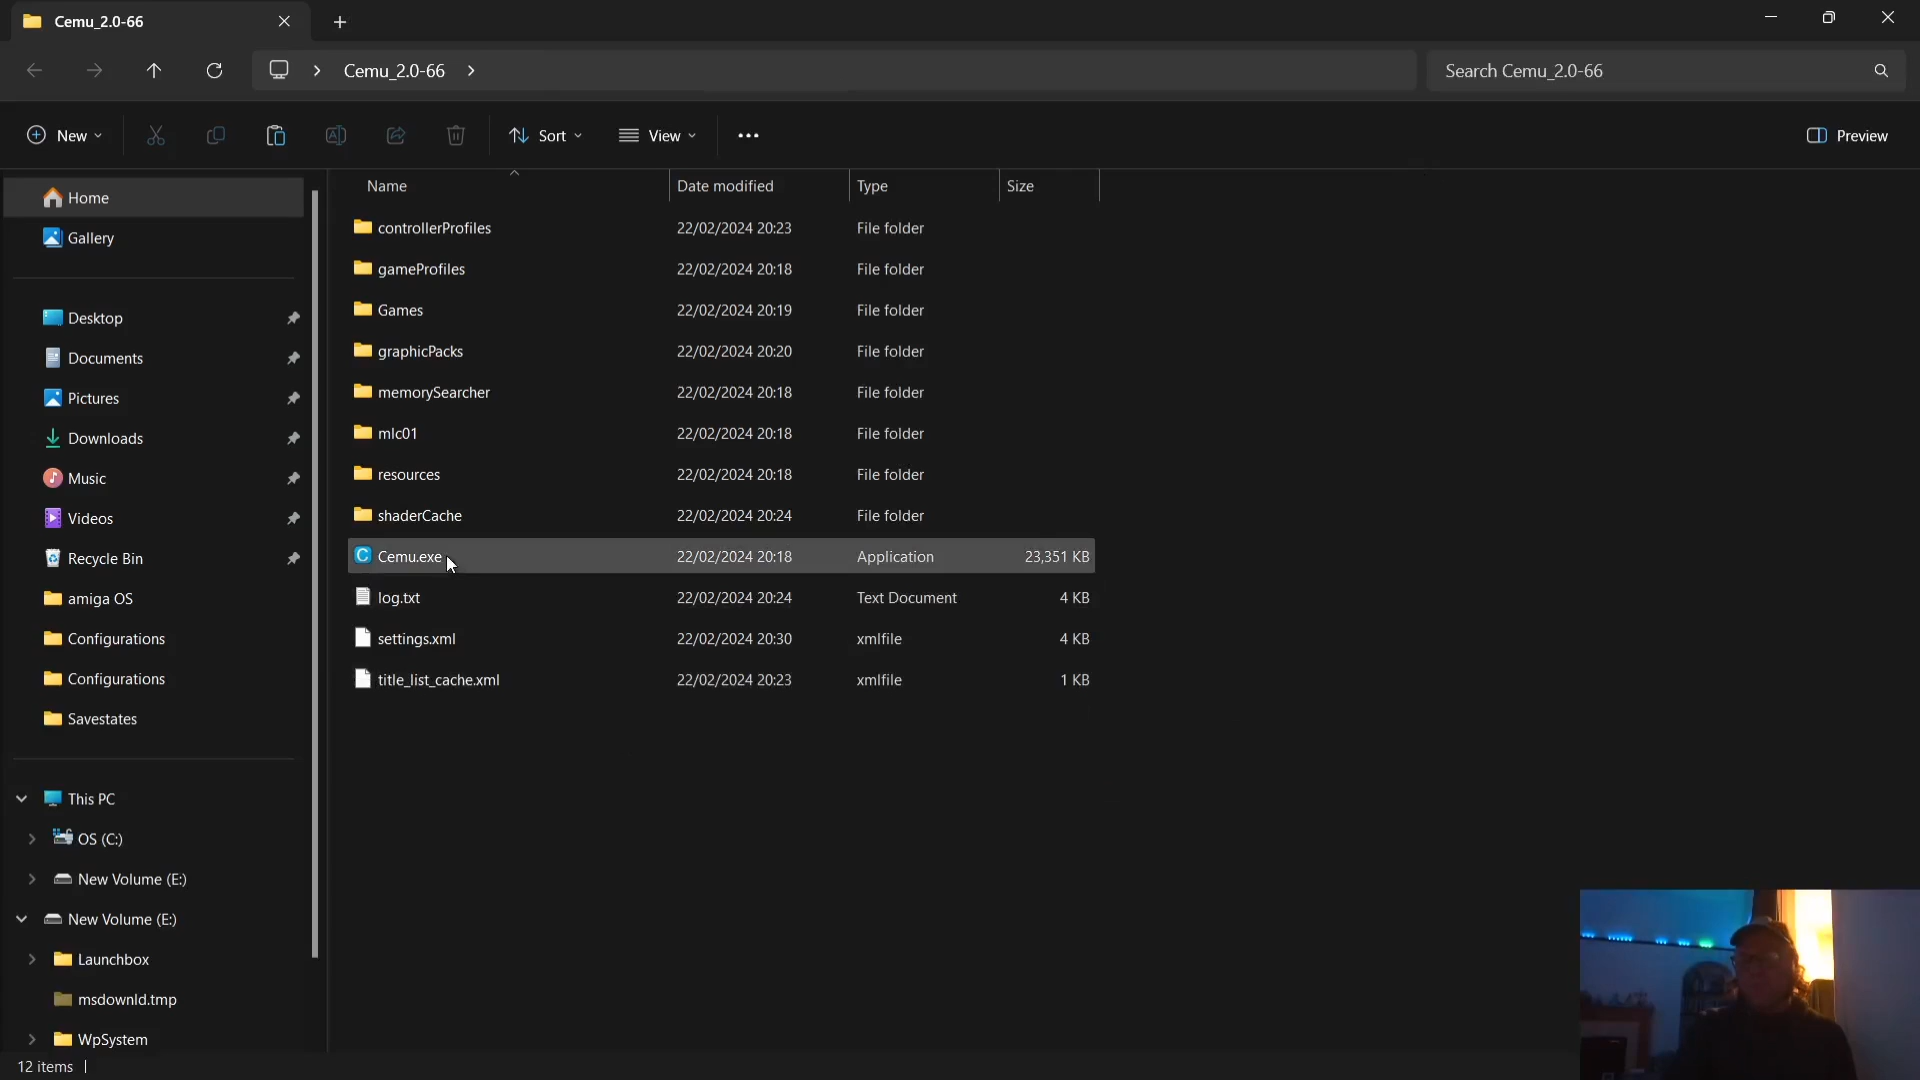 Cemu_2.0-66
Cemu_2.0-66
Search Cemu_2.0-66
New
Sort
View
Preview
Home
Gallery
Desktop
Documents
Pictures
Downloads
Music
Videos
Recycle Bin
amiga OS
Configurations
Configurations
Savestates
This PC
OS (C:)
New Volume (E:)
New Volume (E:)
Launchbox
msdownld.tmp
WpSystem
Name Date modified Type Size
controllerProfiles 22/02/2024 20:23 File folder
gameProfiles 22/02/2024 20:18 File folder
Games 22/02/2024 20:19 File folder
graphicPacks 22/02/2024 20:20 File folder
memorySearcher 22/02/2024 20:18 File folder
mlc01 22/02/2024 20:18 File folder
resources 22/02/2024 20:18 File folder
shaderCache 22/02/2024 20:24 File folder
Cemu.exe 22/02/2024 20:18 Application 23,351 KB
log.txt 22/02/2024 20:24 Text Document 4 KB
settings.xml 22/02/2024 20:30 xmlfile 4 KB
title_list_cache.xml 22/02/2024 20:23 xmlfile 1 KB
12 items